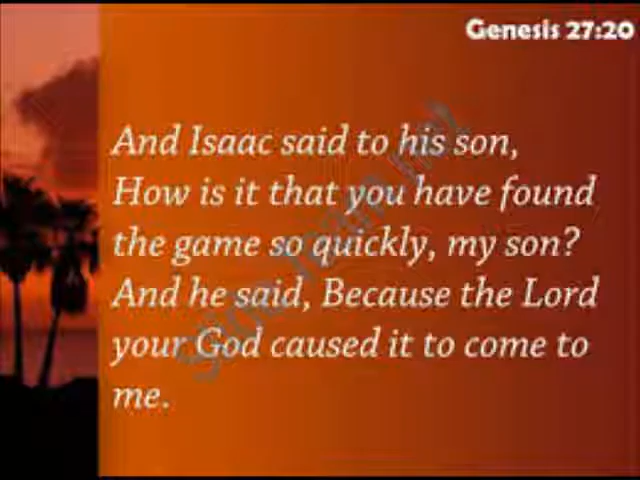 Genesis 27:20
And Isaac said to his son,
How is it that you have found
the game so quickly, my son?
And he said, Because the Lord
your God caused it to come to
me.